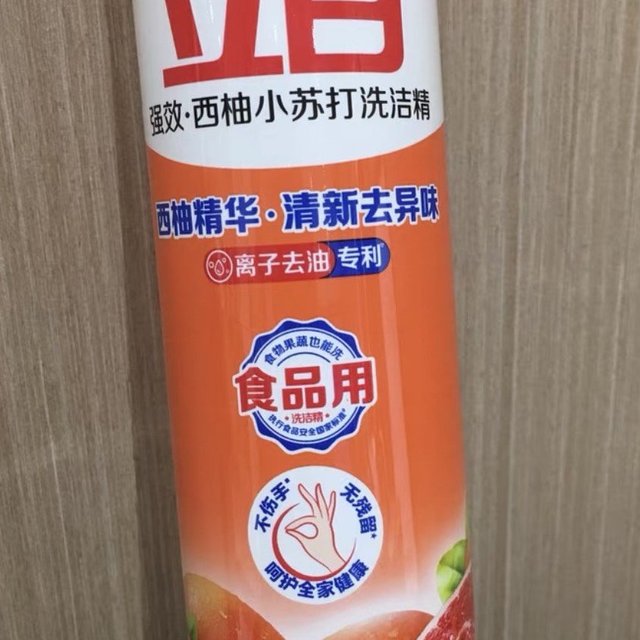 强效·西柚小苏打洗洁精
西柚精华·清新去异味
离子去油 专利
食物果蔬也能洗
食品用
洗洁精
执行食品安全国家标准
不伤手*
无残留*
呵护全家健康